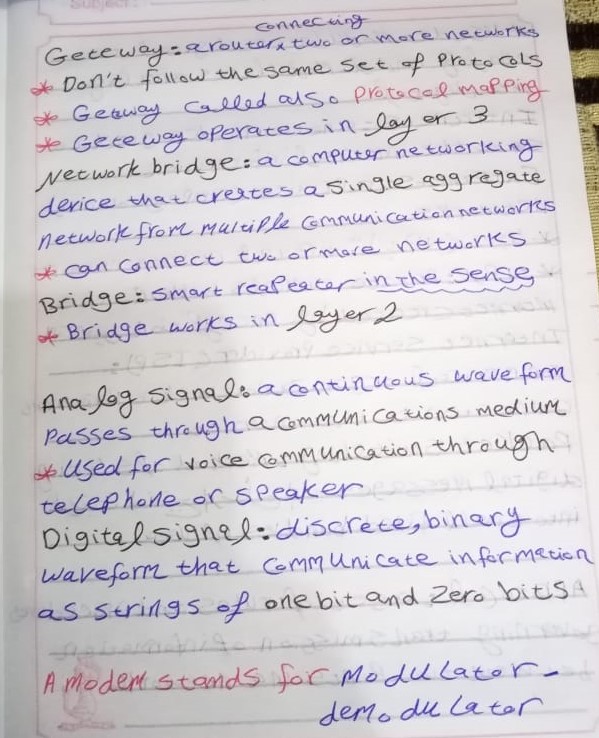 Subject:
connecting
Geteway: a router x two or more networks
* Don't follow the same set of Protocols
* Geteway called also protocol mapping
* Geteway operates in layer 3
Network bridge: a computer networking
device that creates a single aggregate
network from multiple communication networks
* can connect two or more networks
Bridge: smart reapeater in the sense
* Bridge works in layer 2
Analog signal: a continuous wave form
Passes through a communications medium
* used for voice communication through
telephone or speaker
Digital signal: discrete, binary
waveform that communicate information
as strings of one bit and zero bits
A modem stands for modulator-
demodulator